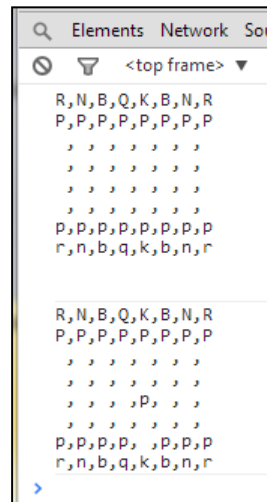 Elements Network Sou
<top frame> ▼
R,N,B,Q,K,B,N,R
P,P,P,P,P,P,P,P
 , , , , , , ,
 , , , , , , ,
 , , , , , , ,
 , , , , , , ,
p,p,p,p,p,p,p,p
r,n,b,q,k,b,n,r
R,N,B,Q,K,B,N,R
P,P,P,P,P,P,P,P
 , , , , , , ,
 , , , , , , ,
 , , , ,p, , ,
 , , , , , , ,
p,p,p,p, ,p,p,p
r,n,b,q,k,b,n,r
>